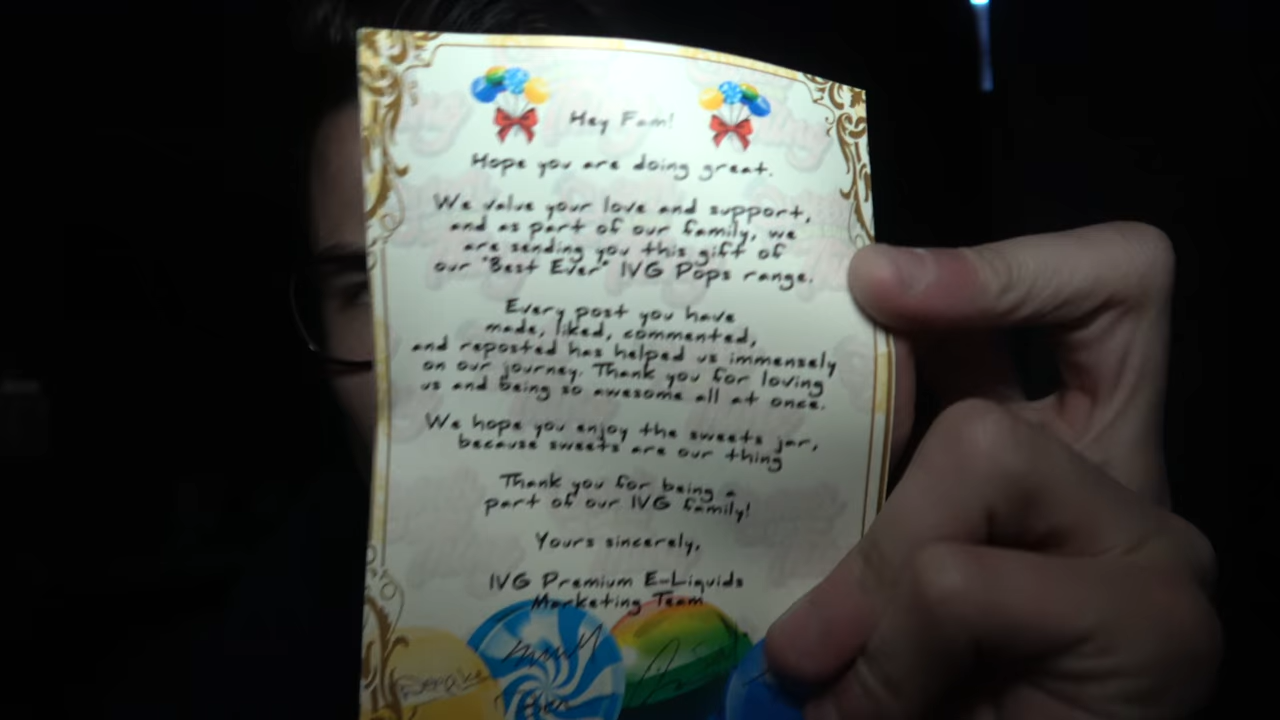 Hey Fam!
Hope you are doing great.
We value your love and support,
and as part of our family, we
are sending you this gift of
our "Best Ever" IVG Pops range.
Every post you have
made, liked, commented,
and reposted has helped us immensely
on our journey. Thank you for loving
us and being so awesome all at once.
We hope you enjoy the sweets jar,
because sweets are our thing
Thank you for being a
part of our IVG family!
Yours sincerely,
IVG Premium E-Liquids
Marketing Team